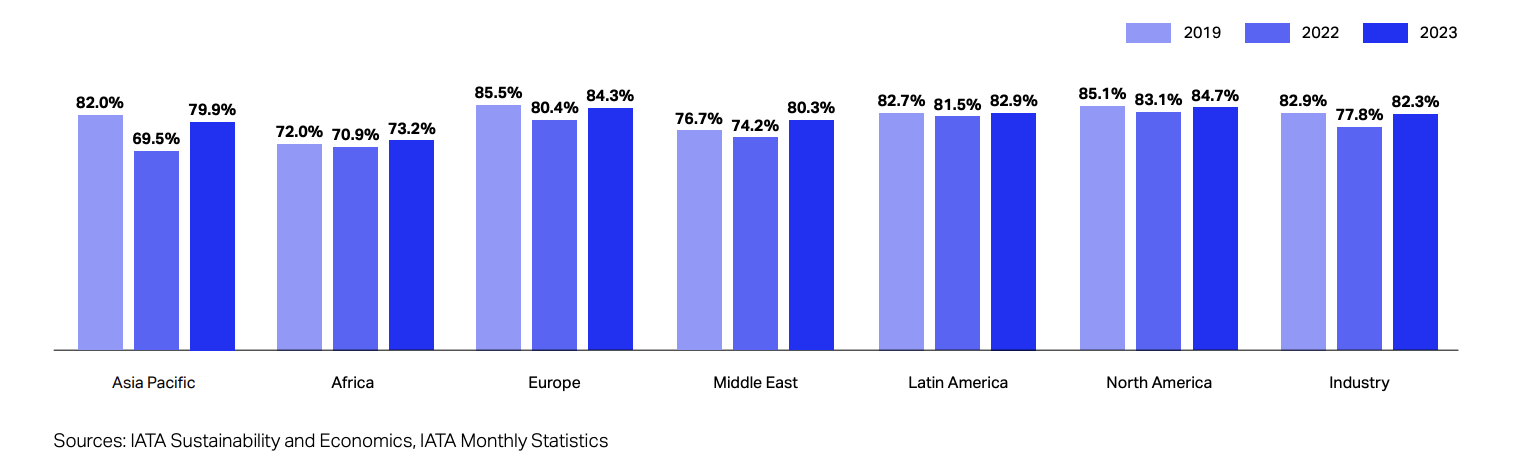 2019 2022 2023
82.0% 69.5% 79.9% 72.0% 70.9% 73.2% 85.5% 80.4% 84.3% 76.7% 74.2% 80.3% 82.7% 81.5% 82.9% 85.1% 83.1% 84.7% 82.9% 77.8% 82.3%
Asia Pacific Africa Europe Middle East Latin America North America Industry
Sources: IATA Sustainability and Economics, IATA Monthly Statistics